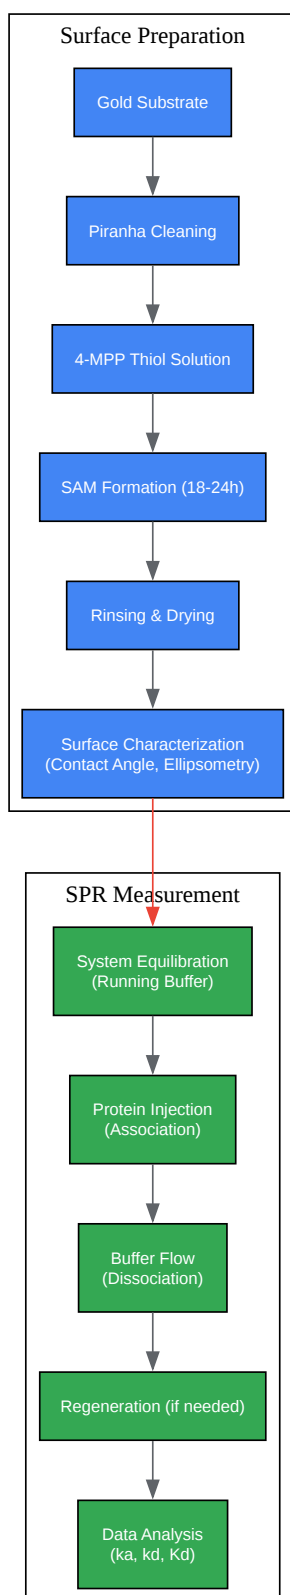 Surface Preparation
Gold Substrate
Piranha Cleaning
4-MPP Thiol Solution
SAM Formation (18-24h)
Rinsing & Drying
Surface Characterization
(Contact Angle, Ellipsometry)
SPR Measurement
System Equilibration
(Running Buffer)
Protein Injection
(Association)
Buffer Flow
(Dissociation)
Regeneration (if needed)
Data Analysis
(ka, kd, Kd)